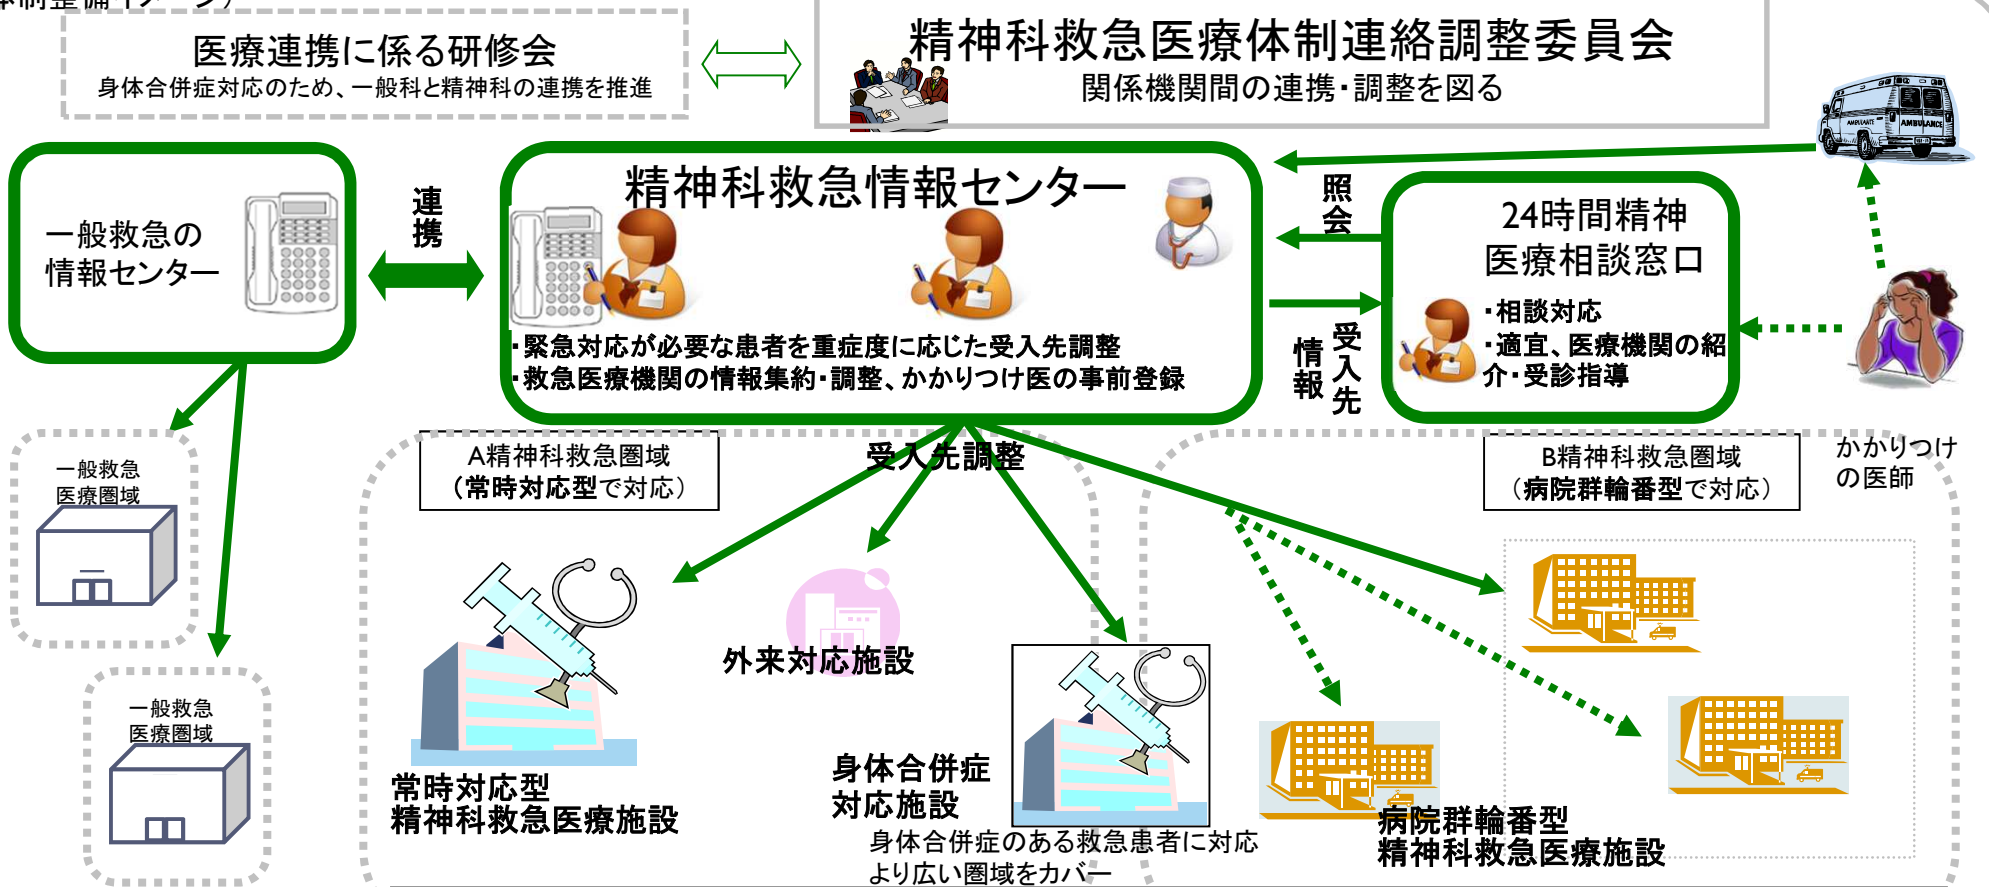 体制整備イメージ）
医療連携に係る研修会
身体合併症対応のため、一般科と精神科の連携を推進
精神科救急医療体制連絡調整委員会
関係機関間の連携・調整を図る
AMBULANCE
一般救急の
情報センター
連携
精神科救急情報センター
・緊急対応が必要な患者を重症度に応じた受入先調整
・救急医療機関の情報集約・調整、かかりつけ医の事前登録
照会
受入先
情報
24時間精神
医療相談窓口
・相談対応
・適宜、医療機関の紹
介・受診指導
かかりつけ
の医師
受入先調整
A精神科救急圏域
（常時対応型で対応）
B精神科救急圏域
（病院群輪番型で対応）
一般救急
医療圏域
一般救急
医療圏域
外来対応施設
常時対応型
精神科救急医療施設
身体合併症
対応施設
身体合併症のある救急患者に対応
より広い圏域をカバー
病院群輪番型
精神科救急医療施設